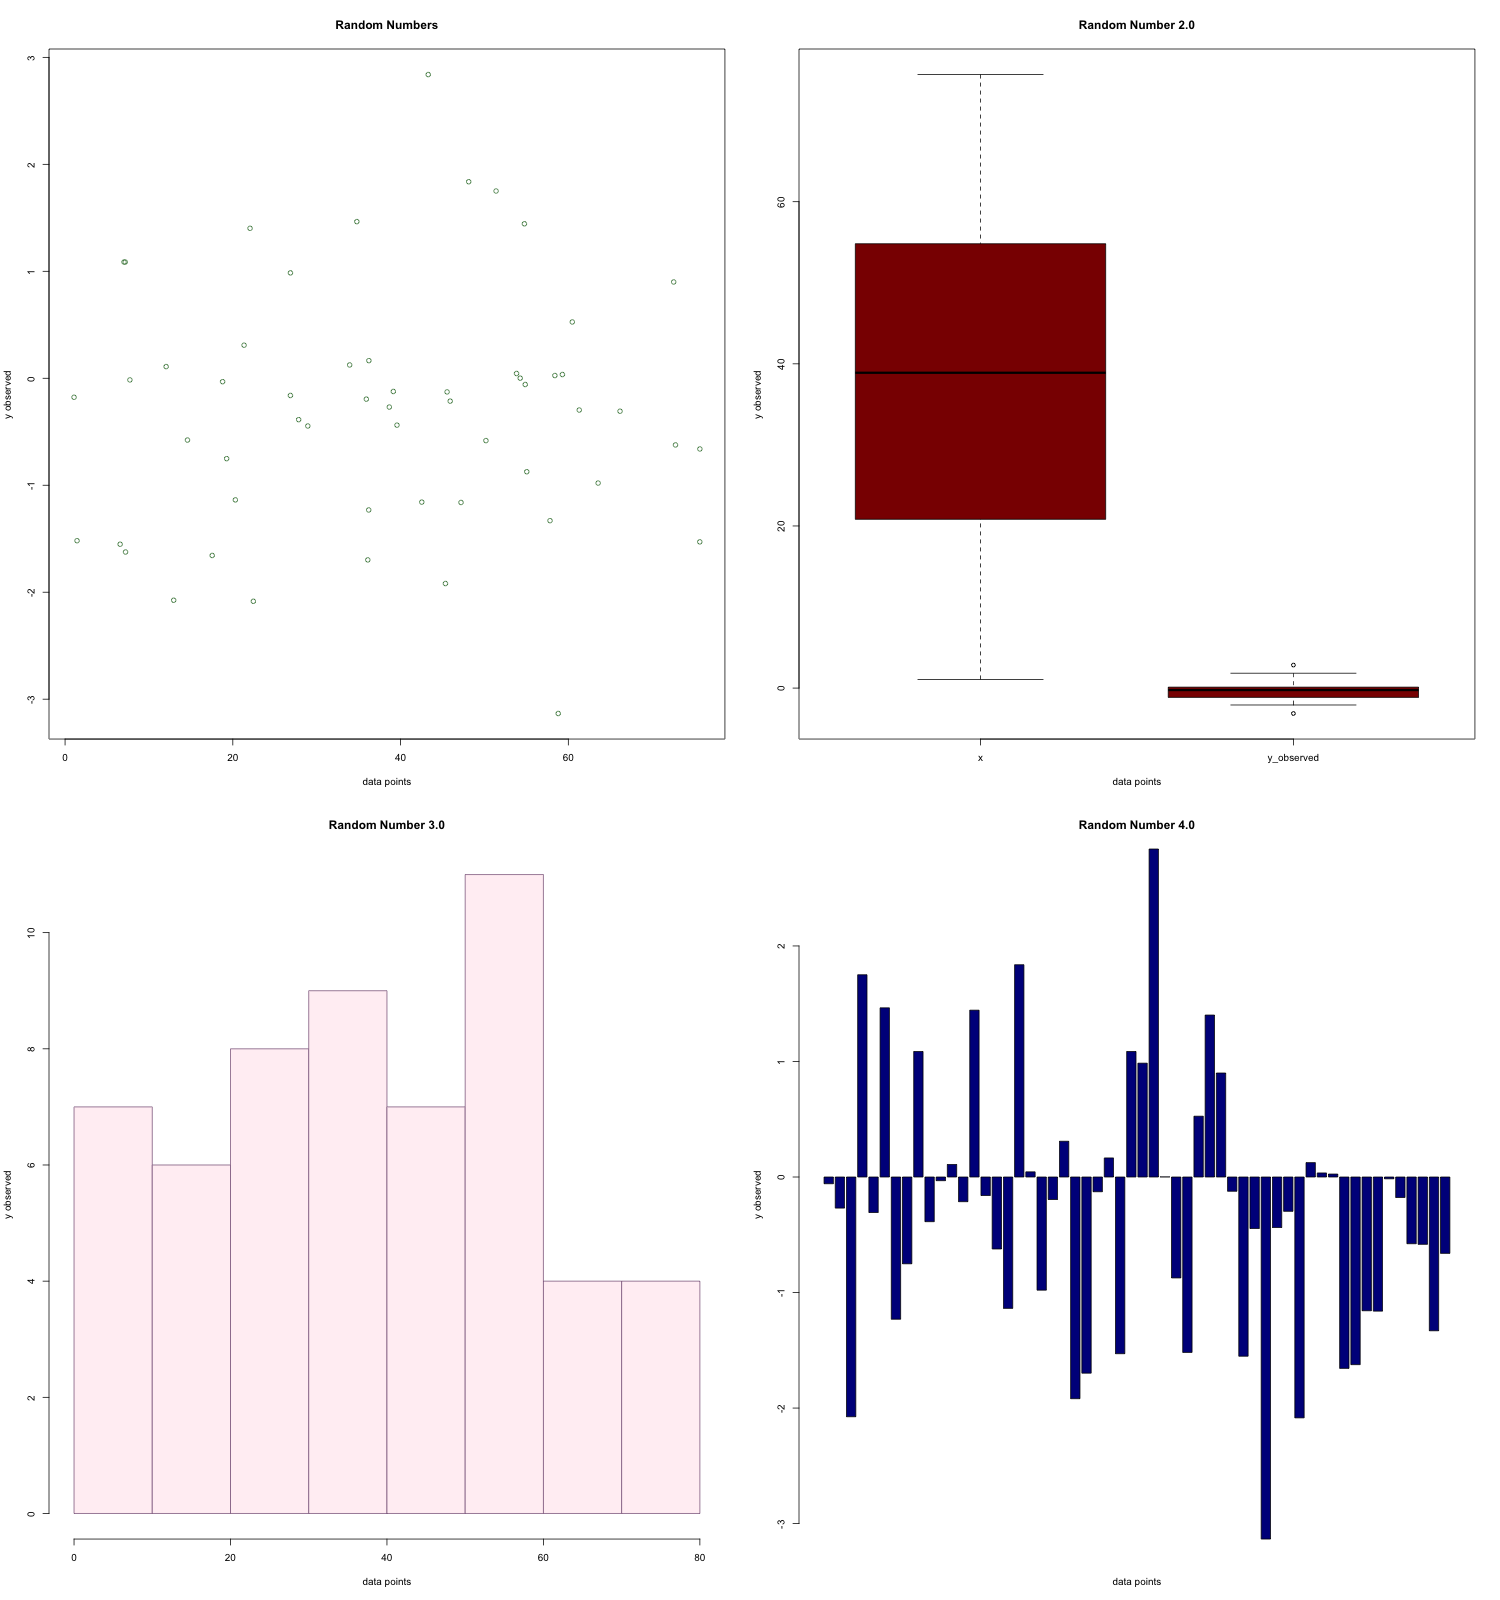 Random Numbers
y observed
3
2
1
0
-1
-2
-3
0 20 40 60
data points
Random Number 2.0
y observed
60
40
20
0
x y_observed
data points
Random Number 3.0
y observed
10
8
6
4
2
0
0 20 40 60 80
data points
Random Number 4.0
y observed
2
1
0
-1
-2
-3
data points